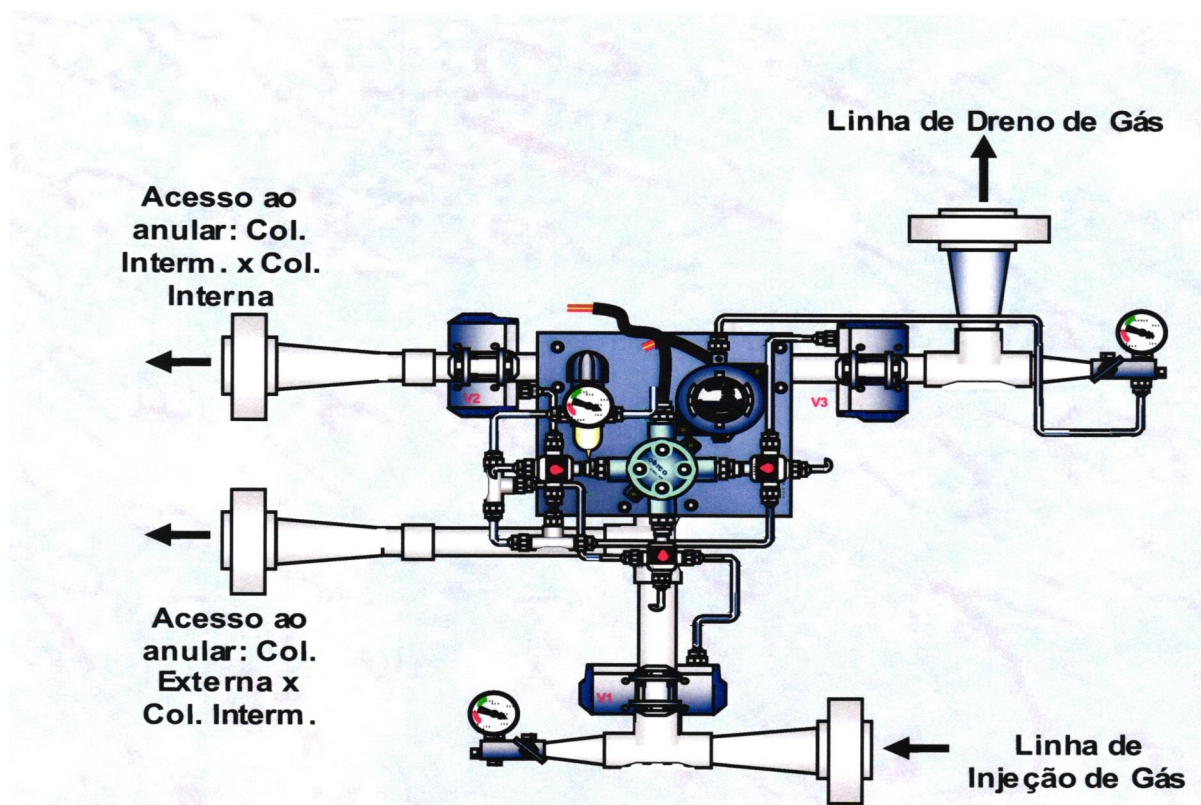 Linha de Dreno de Gás
Acesso ao
anular: Col.
Interm. x Col.
Interna
V2
V3
Acesso ao
anular: Col.
Externa x
Col. Interm.
V1
Linha de
Injeção de Gás